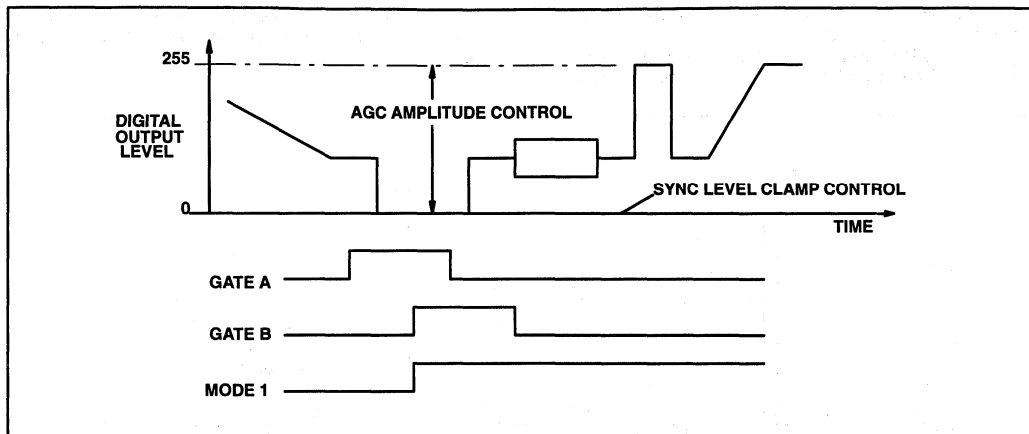 255
AGC AMPLITUDE CONTROL
DIGITAL
OUTPUT
LEVEL
SYNC LEVEL CLAMP CONTROL
0
TIME
GATE A
GATE B
MODE 1